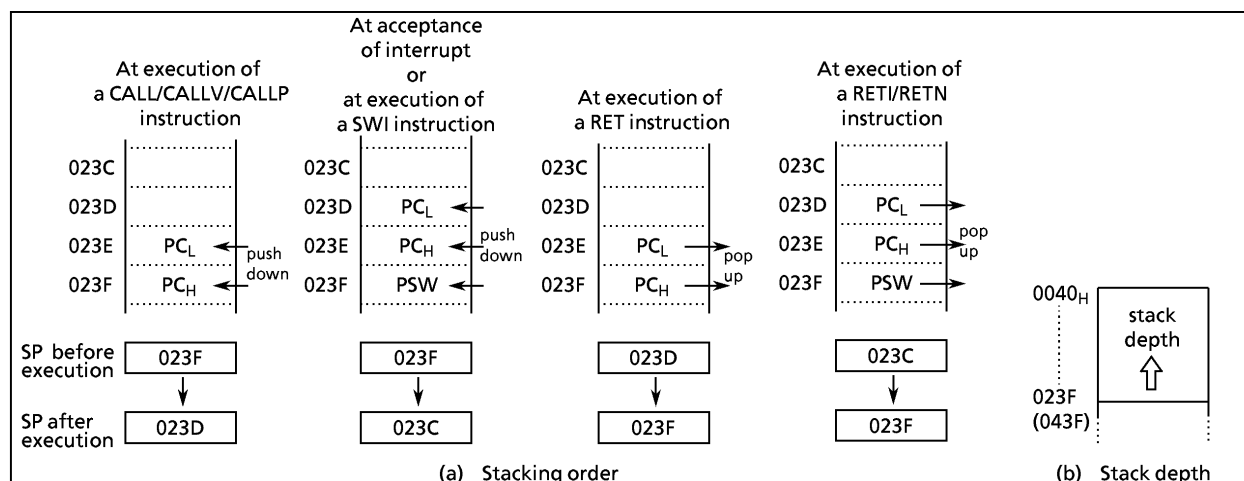 At execution of
a CALL/CALLV/CALLP
instruction
023C
023D
023E PCL
023F PCH
push
down
SP before
execution
023F
SP after
execution
023D
At acceptance
of interrupt
or
at execution of
a SWI instruction
023C
023D PCL
023E PCH
023F PSW
push
down
023F
023C
At execution of
a RET instruction
023C
023D
023E PCL
023F PCH
pop
up
023D
023F
At execution of
a RETI/RETN
instruction
023C
023D PCL
023E PCH
023F PSW
pop
up
023C
023F
(a) Stacking order
0040H
stack
depth
023F
(043F)
(b) Stack depth